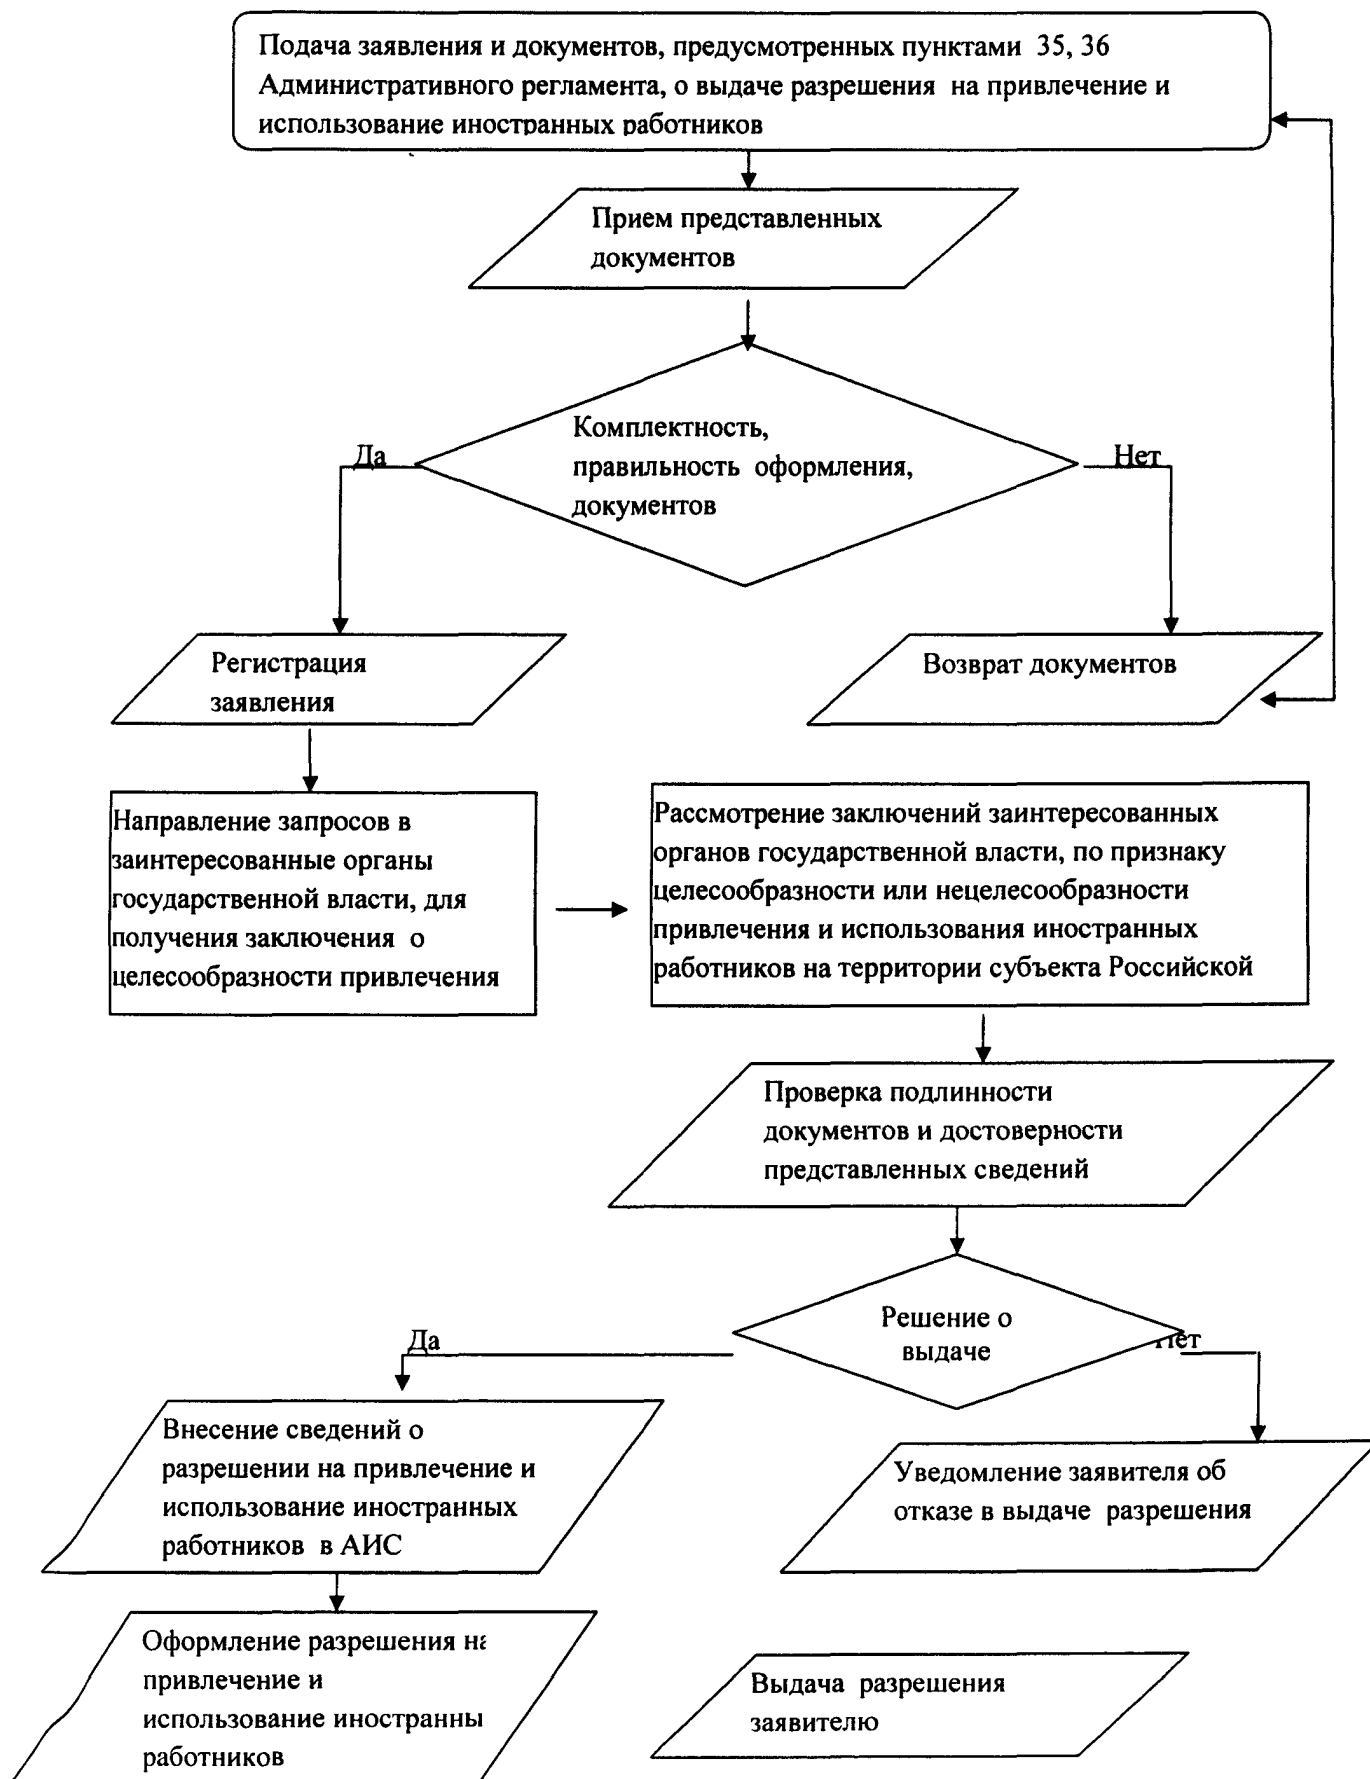 Подача заявления и документов, предусмотренных пунктами 35, 36
Административного регламента, о выдаче разрешения на привлечение и
использование иностранных работников
Прием представленных
документов
Комплектность,
правильность оформления,
документов
Да
Нет
Регистрация
заявления
Возврат документов
Направление запросов в
заинтересованные органы
государственной власти, для
получения заключения о
целесообразности привлечения
Рассмотрение заключений заинтересованных
органов государственной власти, по признаку
целесообразности или нецелесообразности
привлечения и использования иностранных
работников на территории субъекта Российской
Проверка подлинности
документов и достоверности
представленных сведений
Решение о
выдаче
Да
Нет
Внесение сведений о
разрешении на привлечение и
использование иностранных
работников в АИС
Уведомление заявителя об
отказе в выдаче разрешения
Оформление разрешения на
привлечение и
использование иностранны
работников
Выдача разрешения
заявителю